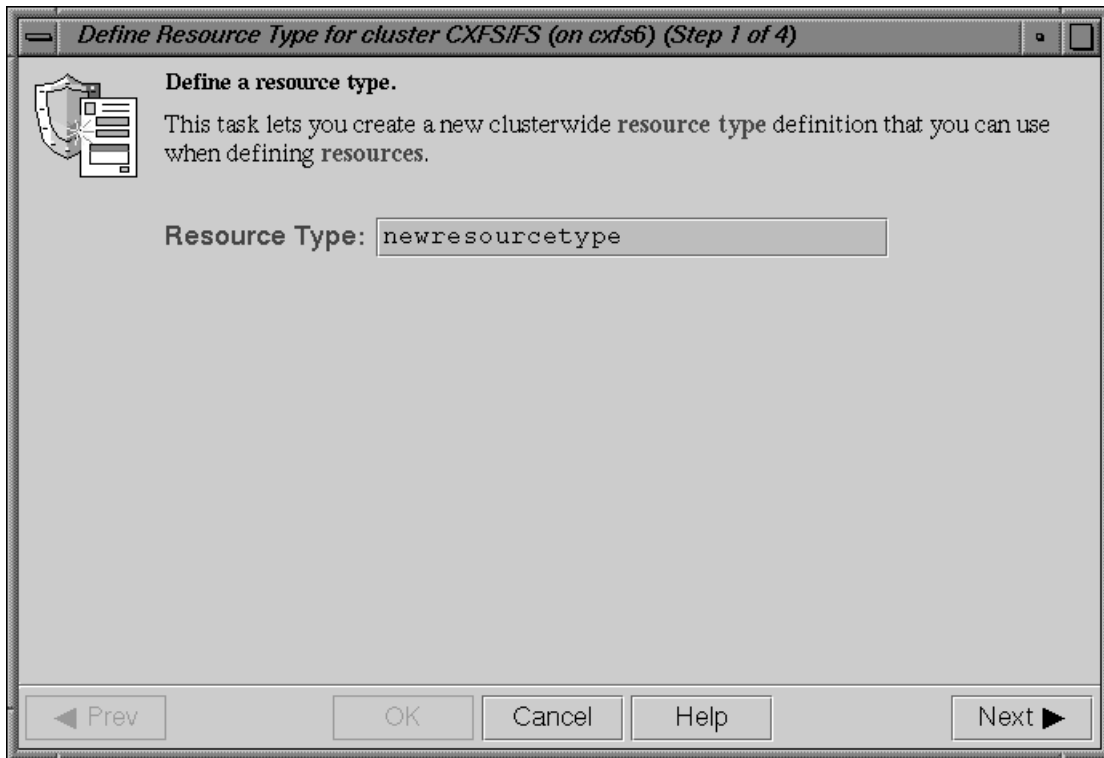 Define Resource Type for cluster CXFS/FS (on cxfs6) (Step 1 of 4)
Define a resource type.
This task lets you create a new clusterwide resource type definition that you can use
when defining resources.
Resource Type: newresourcetype
Prev OK Cancel Help Next